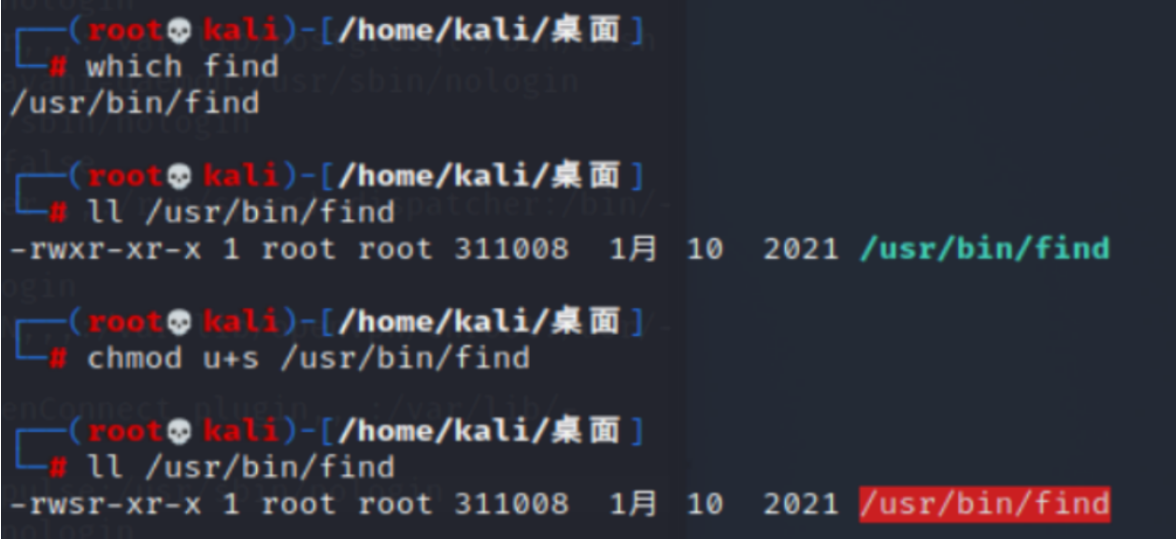 ┌──(root💀kali)-[/home/kali/桌面]
└─# which find
/usr/bin/find
┌──(root💀kali)-[/home/kali/桌面]
└─# ll /usr/bin/find
-rwxr-xr-x 1 root root 311008 1月 10 2021 /usr/bin/find
┌──(root💀kali)-[/home/kali/桌面]
└─# chmod u+s /usr/bin/find
┌──(root💀kali)-[/home/kali/桌面]
└─# ll /usr/bin/find
-rwsr-xr-x 1 root root 311008 1月 10 2021 /usr/bin/find